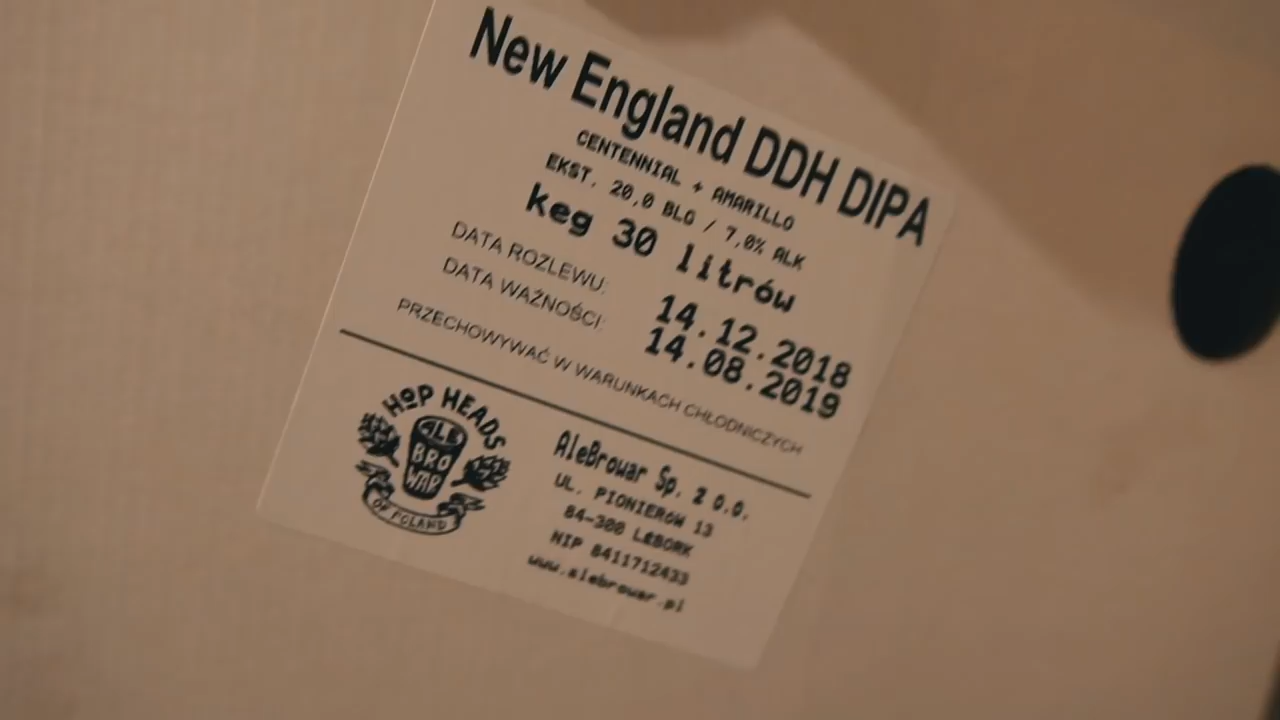 New England DDH DIPA
CENTENNIAL + AMARILLO
EKST. 20,0 BLG / 7,0% ALK
keg 30 litrów
DATA ROZLEWU: 14.12.2018
DATA WAŻNOŚCI: 14.08.2019
PRZECHOWYWAĆ W WARUNKACH CHŁODNICZYCH
HOP HEADS
ALE
BRO
WAR
OF POLAND
AleBrowar Sp. z o.o.
UL. PIONIERÓW 13
84-300 LĘBORK
NIP 8411712433
www.alebrowar.pl